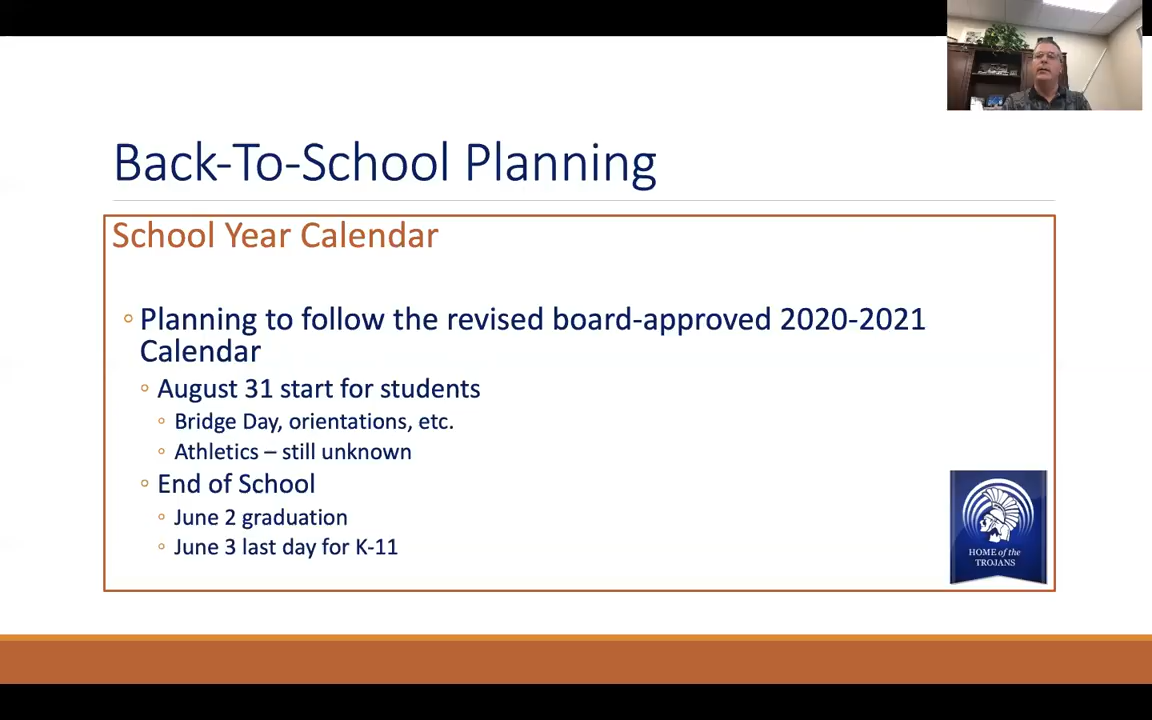 Back-To-School Planning
School Year Calendar
◦ Planning to follow the revised board-approved 2020-2021
Calendar
◦ August 31 start for students
◦ Bridge Day, orientations, etc.
◦ Athletics – still unknown
◦ End of School
◦ June 2 graduation
◦ June 3 last day for K-11
HOME of the
TROJANS